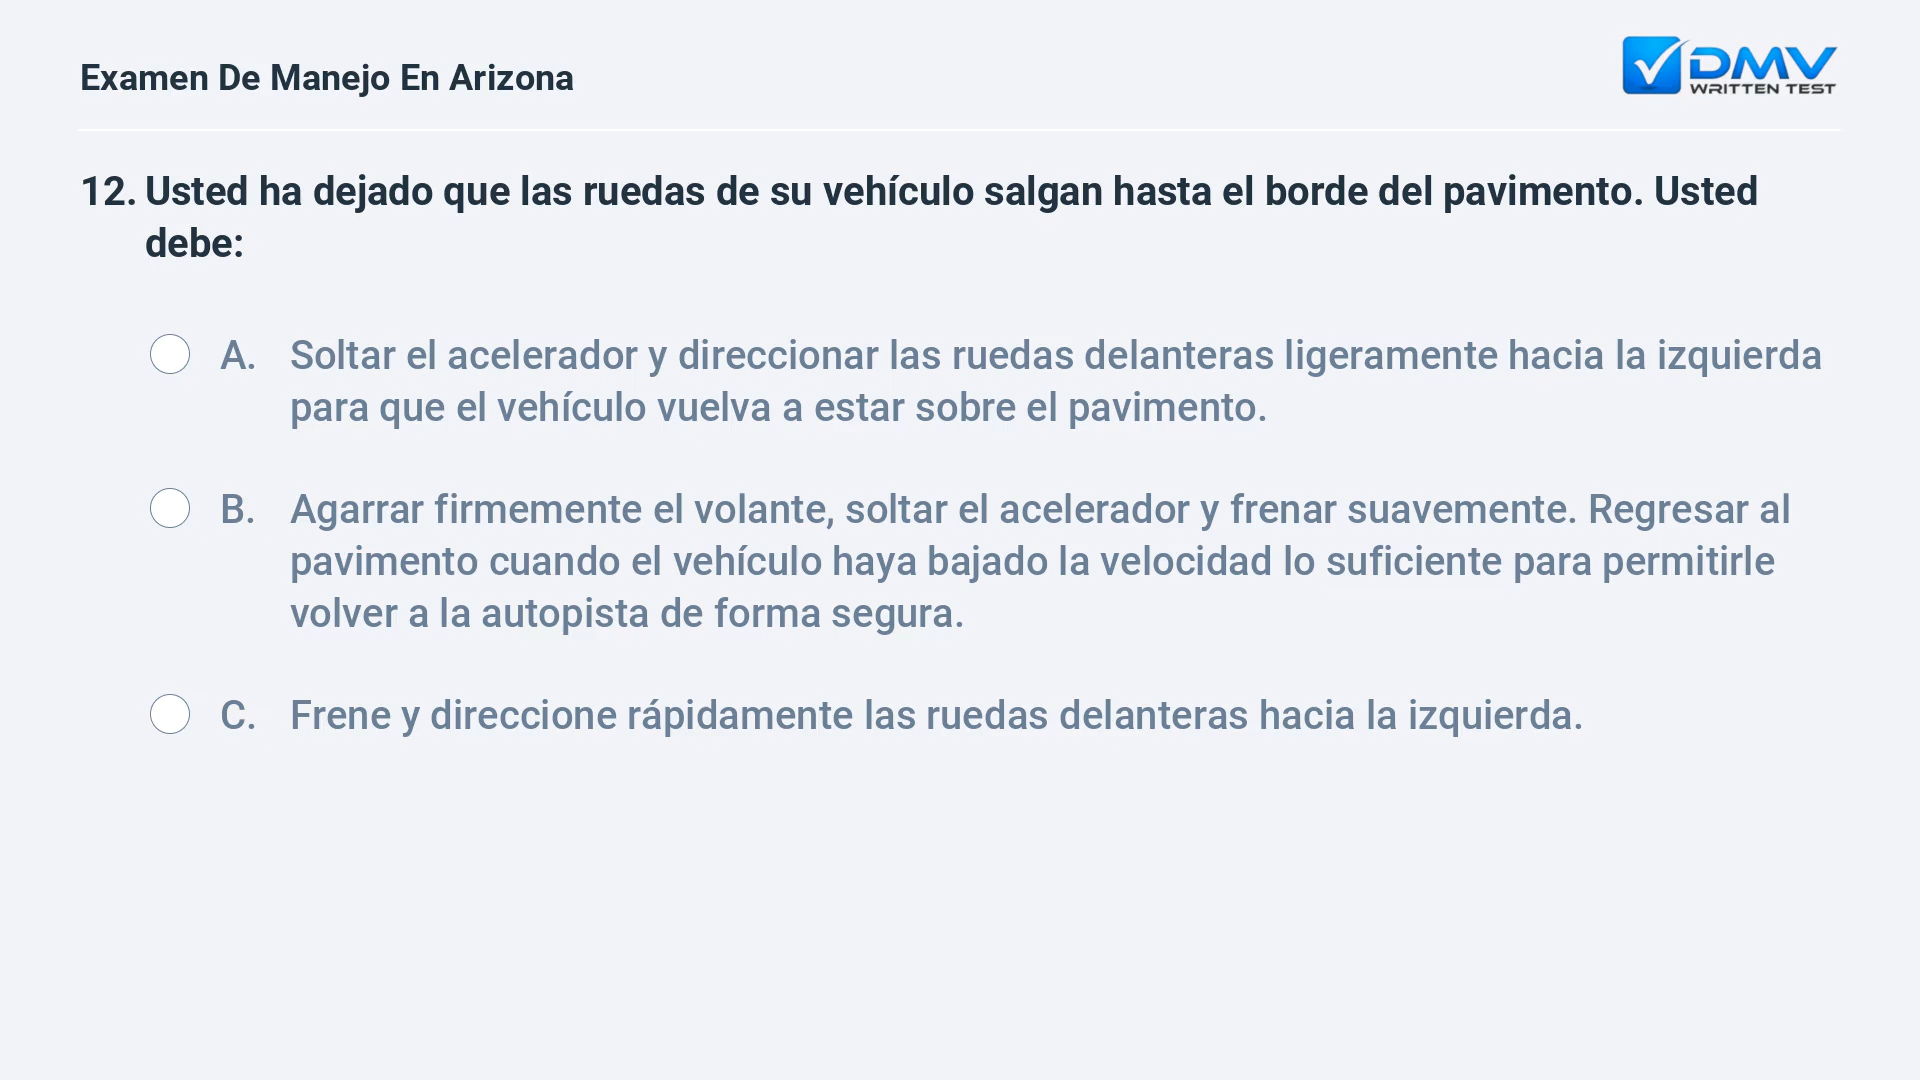 Examen De Manejo En Arizona
DMV
WRITTEN TEST
12. Usted ha dejado que las ruedas de su vehículo salgan hasta el borde del pavimento. Usted
debe:
A. Soltar el acelerador y direccionar las ruedas delanteras ligeramente hacia la izquierda
para que el vehículo vuelva a estar sobre el pavimento.
B. Agarrar firmemente el volante, soltar el acelerador y frenar suavemente. Regresar al
pavimento cuando el vehículo haya bajado la velocidad lo suficiente para permitirle
volver a la autopista de forma segura.
C. Frene y direccione rápidamente las ruedas delanteras hacia la izquierda.